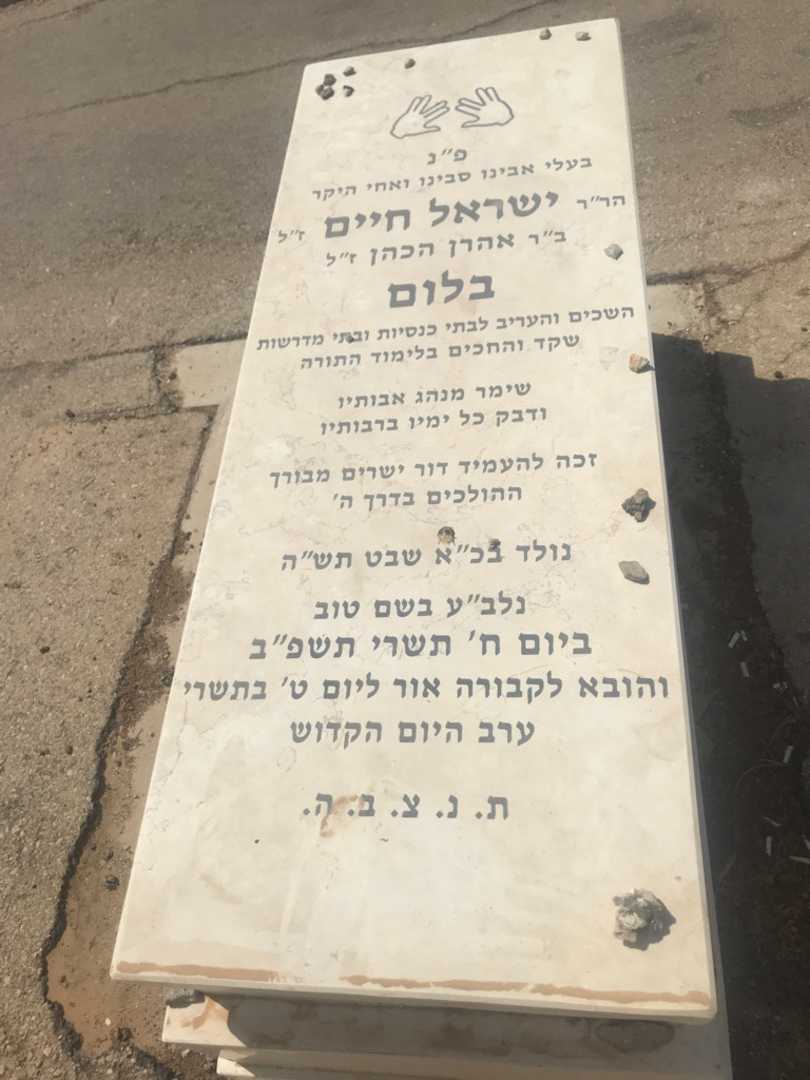 פ״נ
בעלי אבינו סבינו ואחי היקר
הר״ר ישראל חיים ז״ל
ב״ר אהרן הכהן ז״ל
בלום
השכים והעריב לבתי כנסיות ובתי מדרשות
שקד והחכים בלימוד התורה
שימר מנהג אבותיו
ודבק כל ימיו ברבותיו
זכה להעמיד דור ישרים מבורך
ההולכים בדרך ה׳
נולד בכ״א שבט תש״ה
נלב״ע בשם טוב
ביום ח׳ תשרי תשפ״ב
והובא לקבורה אור ליום ט׳ בתשרי
ערב היום הקדוש
ת. נ. צ. ב. ה.